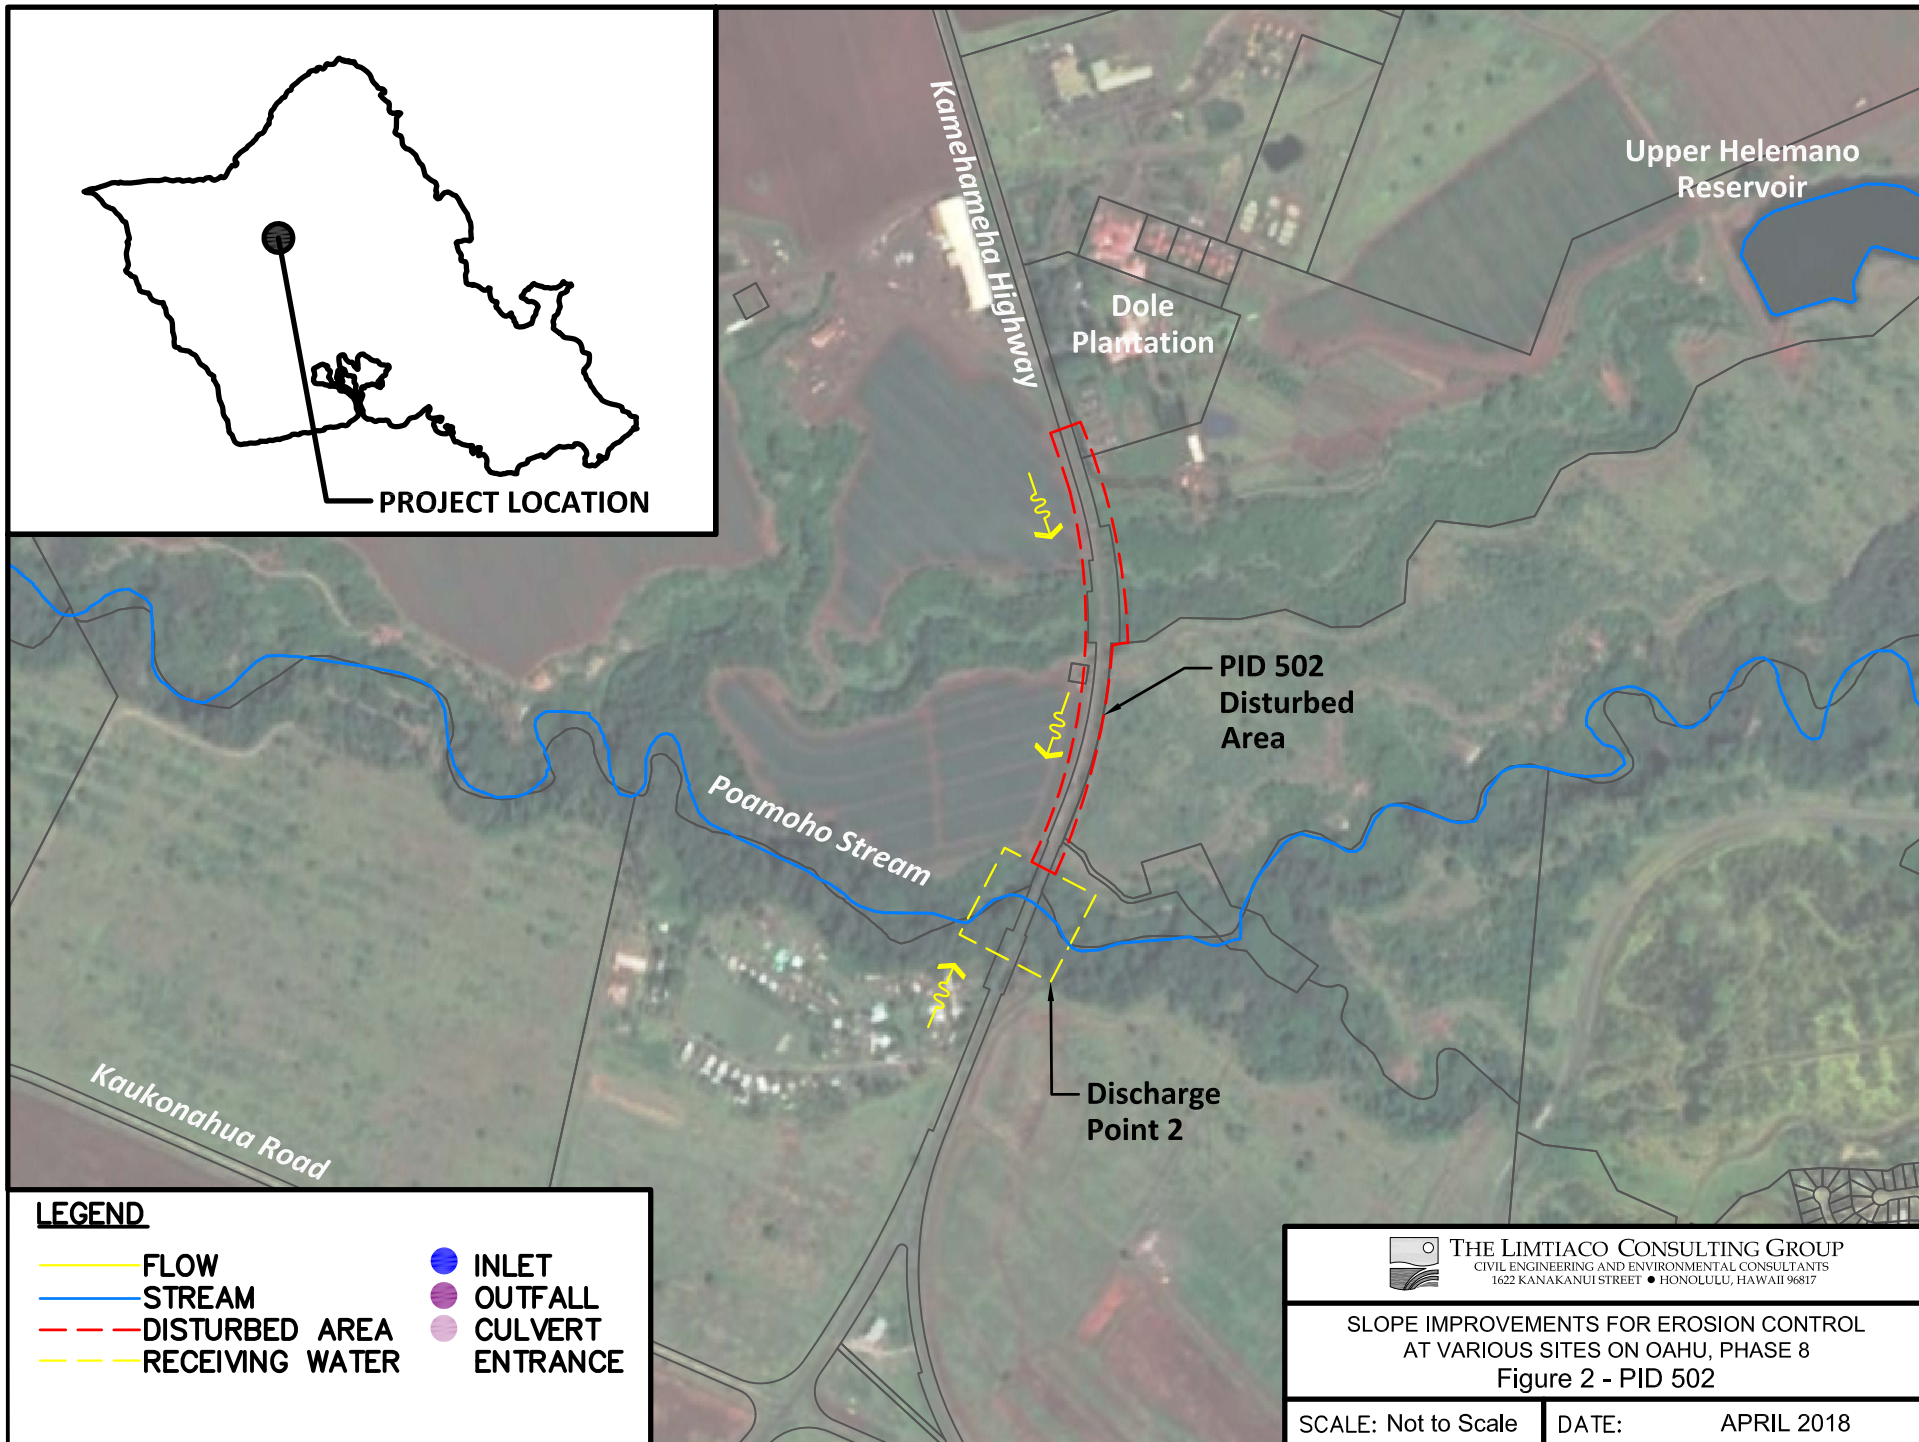 PROJECT LOCATION
Kamehameha Highway
Upper Helemano
Reservoir
Dole
Plantation
PID 502
Disturbed
Area
Poamoho Stream
Discharge
Point 2
Kaukonahua Road
LEGEND
FLOW
STREAM
DISTURBED AREA
RECEIVING WATER
INLET
OUTFALL
CULVERT
ENTRANCE
THE LIMTIACO CONSULTING GROUP
CIVIL ENGINEERING AND ENVIRONMENTAL CONSULTANTS
1622 KANAKANUI STREET ● HONOLULU, HAWAII 96817
SLOPE IMPROVEMENTS FOR EROSION CONTROL
AT VARIOUS SITES ON OAHU, PHASE 8
Figure 2 - PID 502
SCALE: Not to Scale
DATE: APRIL 2018